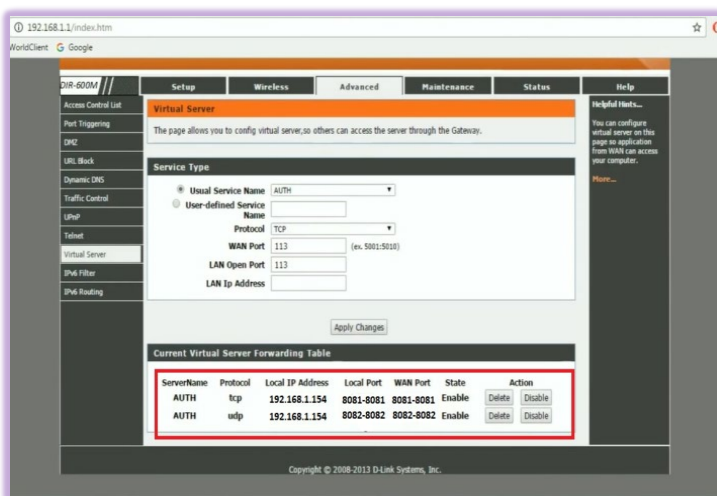 192.168.1.1/index.htm
WorldClient Google
DIR-600M
Setup Wireless Advanced Maintenance Status Help
Access Control List
Port Triggering
DMZ
URL Block
Dynamic DNS
Traffic Control
UPnP
Telnet
Virtual Server
IPv6 Filter
IPv6 Routing
Virtual Server
The page allows you to config virtual server,so others can access the server through the Gateway.
Service Type
Usual Service Name AUTH
User-defined Service
Name
Protocol TCP
WAN Port 113 (ex. 5001:5010)
LAN Open Port 113
LAN Ip Address
Apply Changes
Current Virtual Server Forwarding Table
ServerName Protocol Local IP Address Local Port WAN Port State Action
AUTH tcp 192.168.1.154 8081-8081 8081-8081 Enable Delete Disable
AUTH udp 192.168.1.154 8082-8082 8082-8082 Enable Delete Disable
Helpful Hints...
You can configure
virtual server on this
page so application
from WAN can access
your computer.
More...
Copyright © 2008-2013 D-Link Systems, Inc.